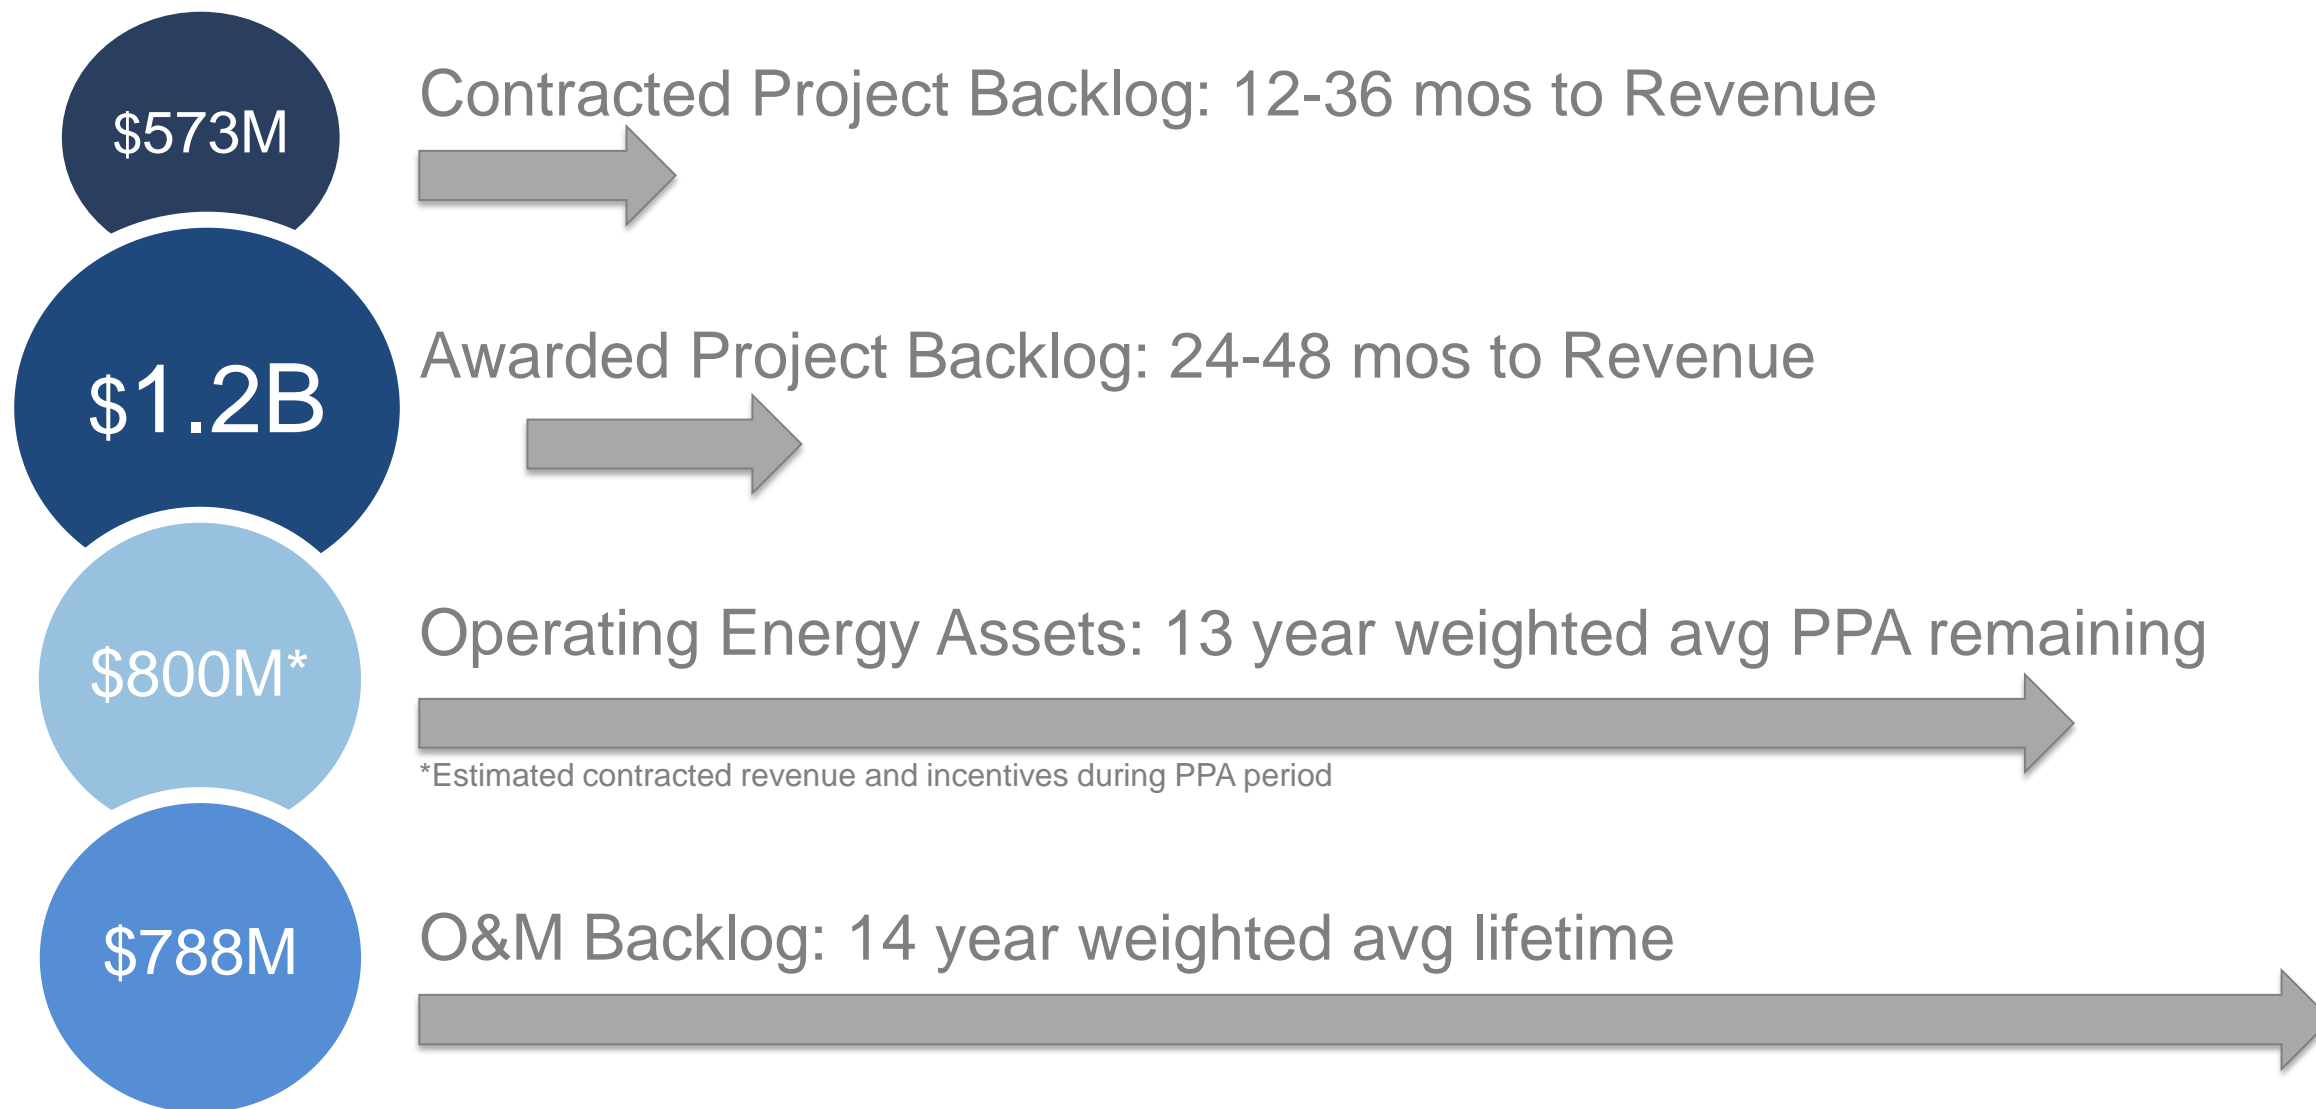 $573M
Contracted Project Backlog: 12-36 mos to Revenue
$1.2B
Awarded Project Backlog: 24-48 mos to Revenue
$800M*
Operating Energy Assets: 13 year weighted avg PPA remaining
*Estimated contracted revenue and incentives during PPA period
$788M
O&M Backlog: 14 year weighted avg lifetime